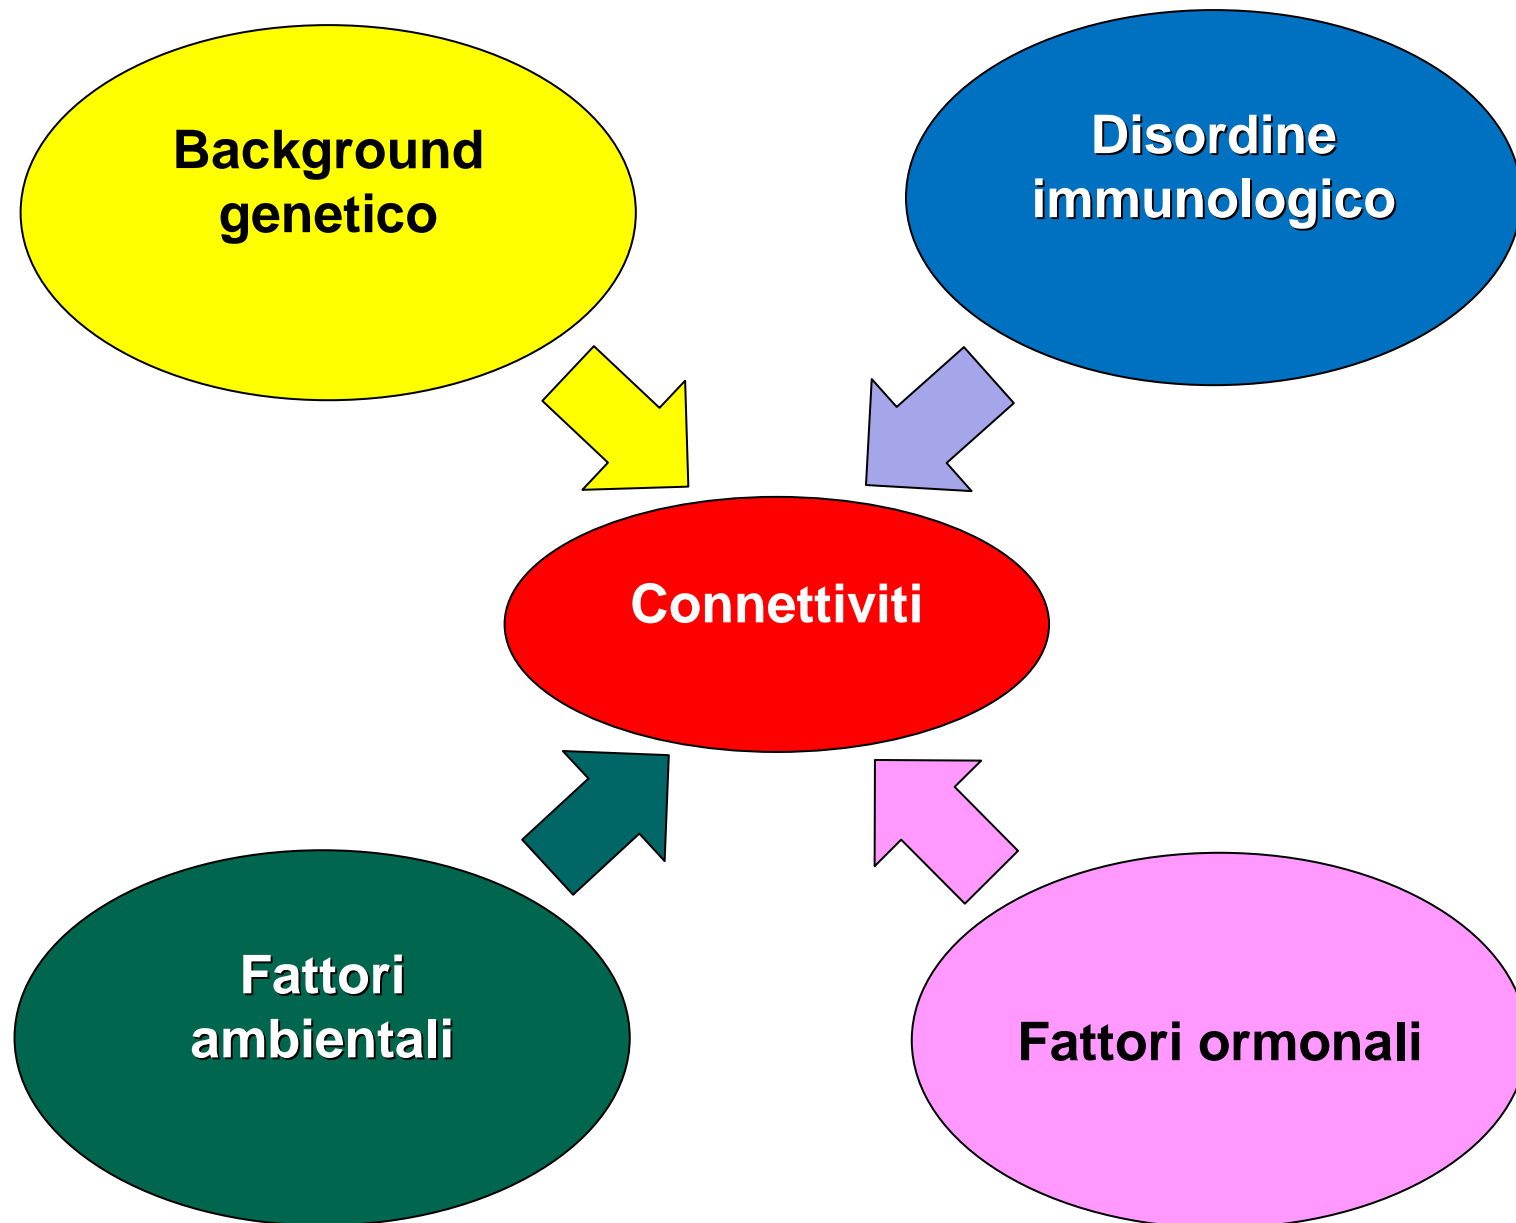 Background
genetico
Disordine
immunologico
Connettiviti
Fattori
ambientali
Fattori ormonali